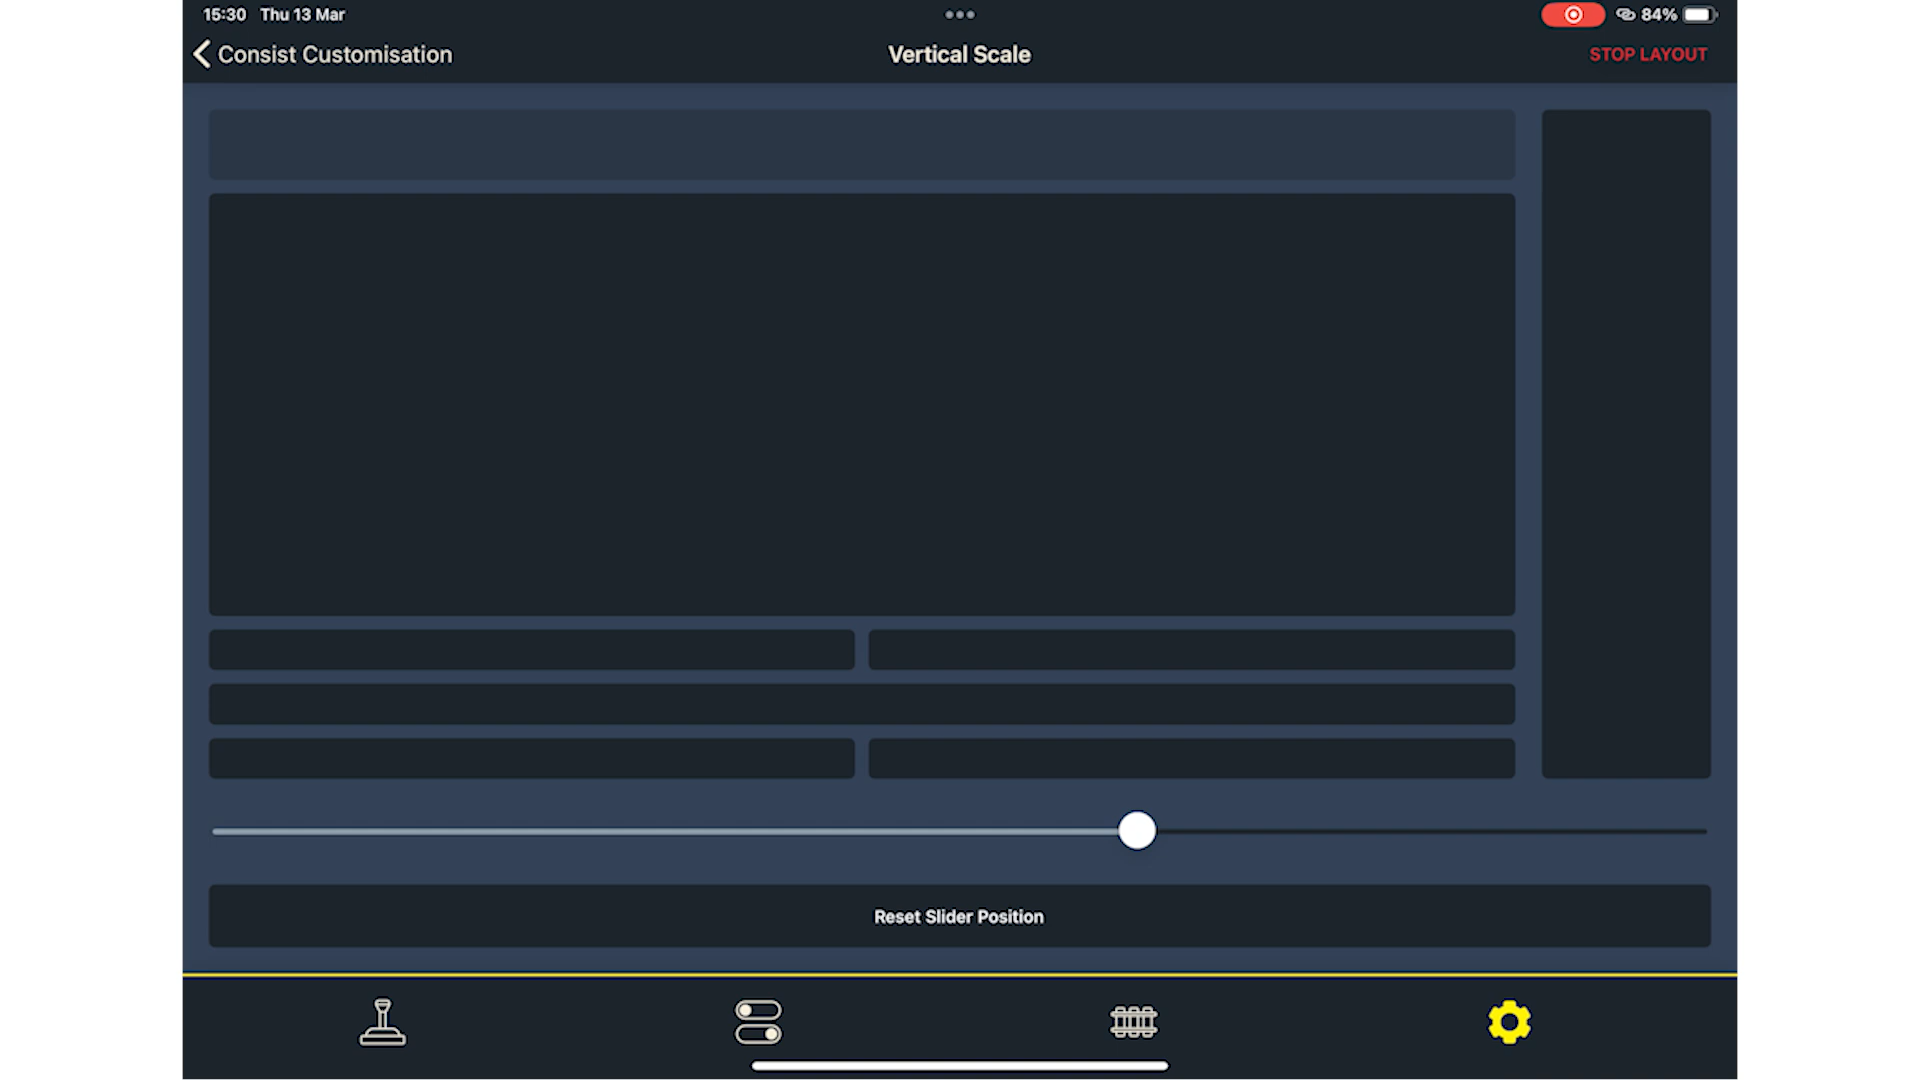 15:30 Thu 13 Mar
84%
Consist Customisation
Vertical Scale
STOP LAYOUT
Reset Slider Position